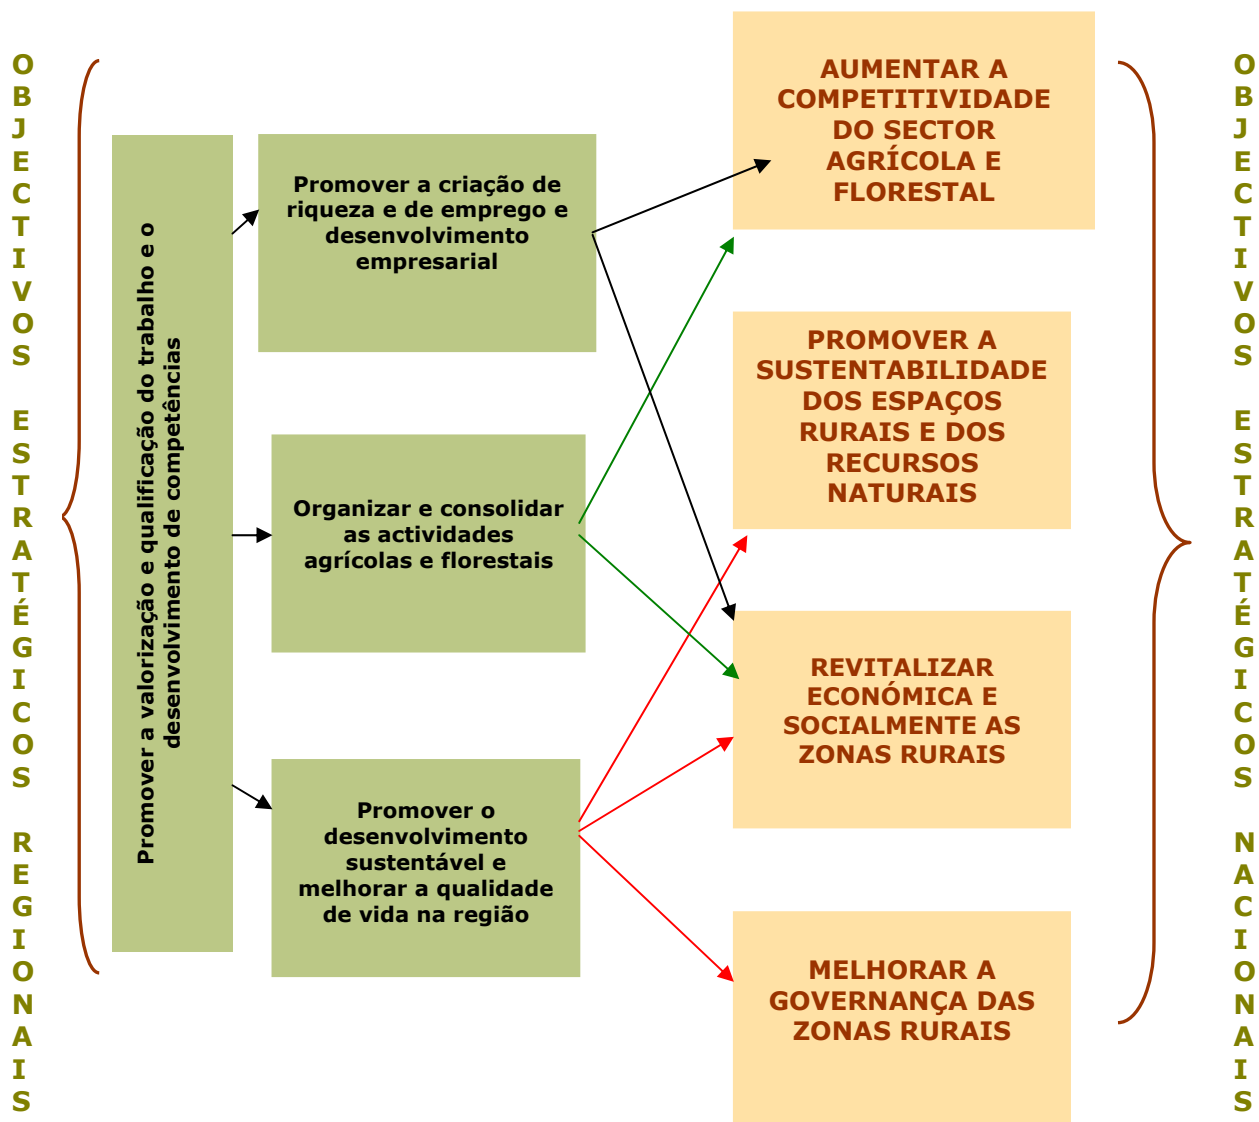 OBJECTIVOS ESTRATÉGICOS REGIONAIS
Promover a valorização e qualificação do trabalho e o
desenvolvimento de competências
Promover a criação de
riqueza e de emprego e
desenvolvimento
empresarial
Organizar e consolidar
as actividades
agrícolas e florestais
Promover o
desenvolvimento
sustentável e
melhorar a qualidade
de vida na região
AUMENTAR A
COMPETITIVIDADE
DO SECTOR
AGRÍCOLA E
FLORESTAL
PROMOVER A
SUSTENTABILIDADE
DOS ESPAÇOS
RURAIS E DOS
RECURSOS
NATURAIS
REVITALIZAR
ECONÓMICA E
SOCIALMENTE AS
ZONAS RURAIS
MELHORAR A
GOVERNANÇA DAS
ZONAS RURAIS
OBJECTIVOS ESTRATÉGICOS NACIONAIS